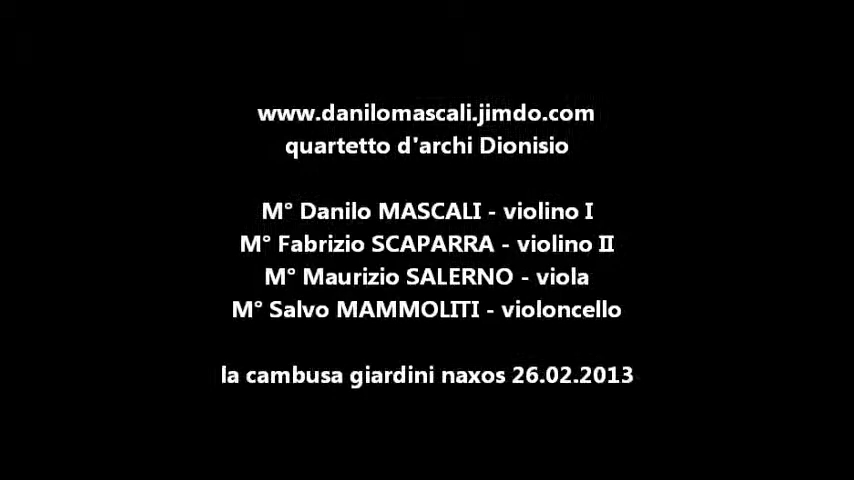 www.danilomascali.jimdo.com
quartetto d'archi Dionisio
M° Danilo MASCALI - violino I
M° Fabrizio SCAPARRA - violino II
M° Maurizio SALERNO - viola
M° Salvo MAMMOLITI - violoncello
la cambusa giardini naxos 26.02.2013